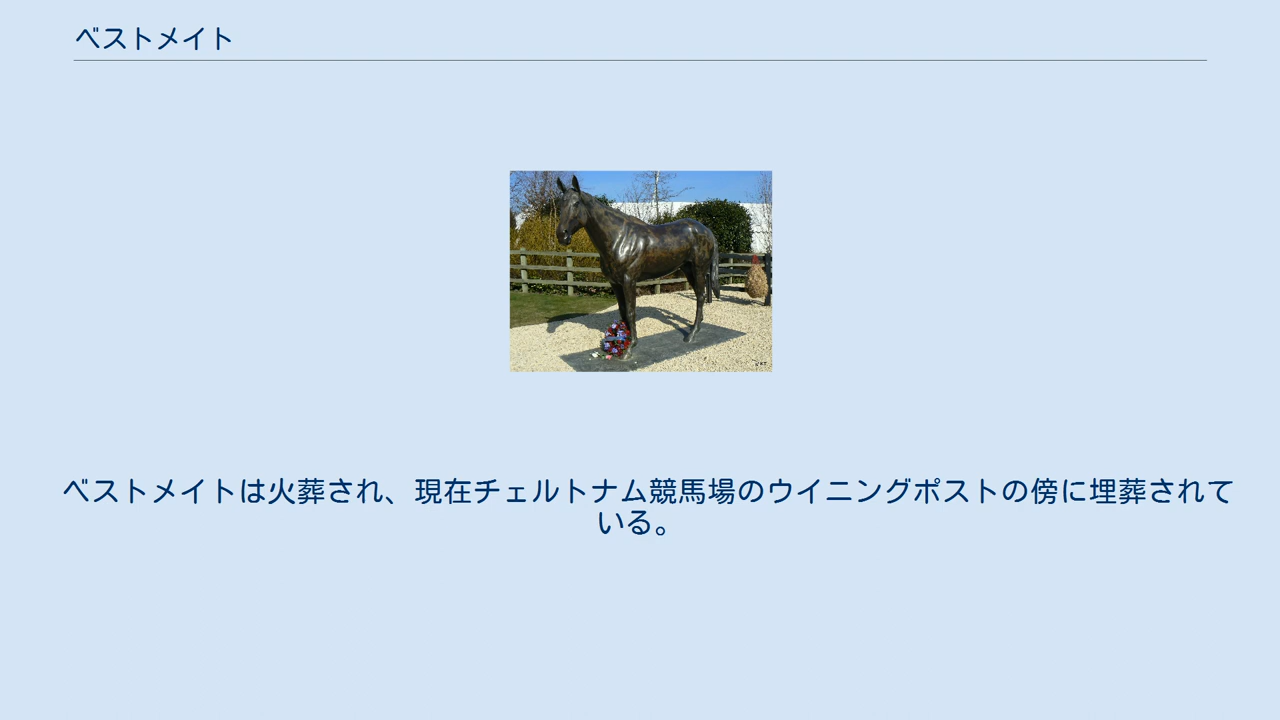 ベストメイト
ベストメイトは火葬され、現在チェルトナム競馬場のウイニングポストの傍に埋葬されて
いる。